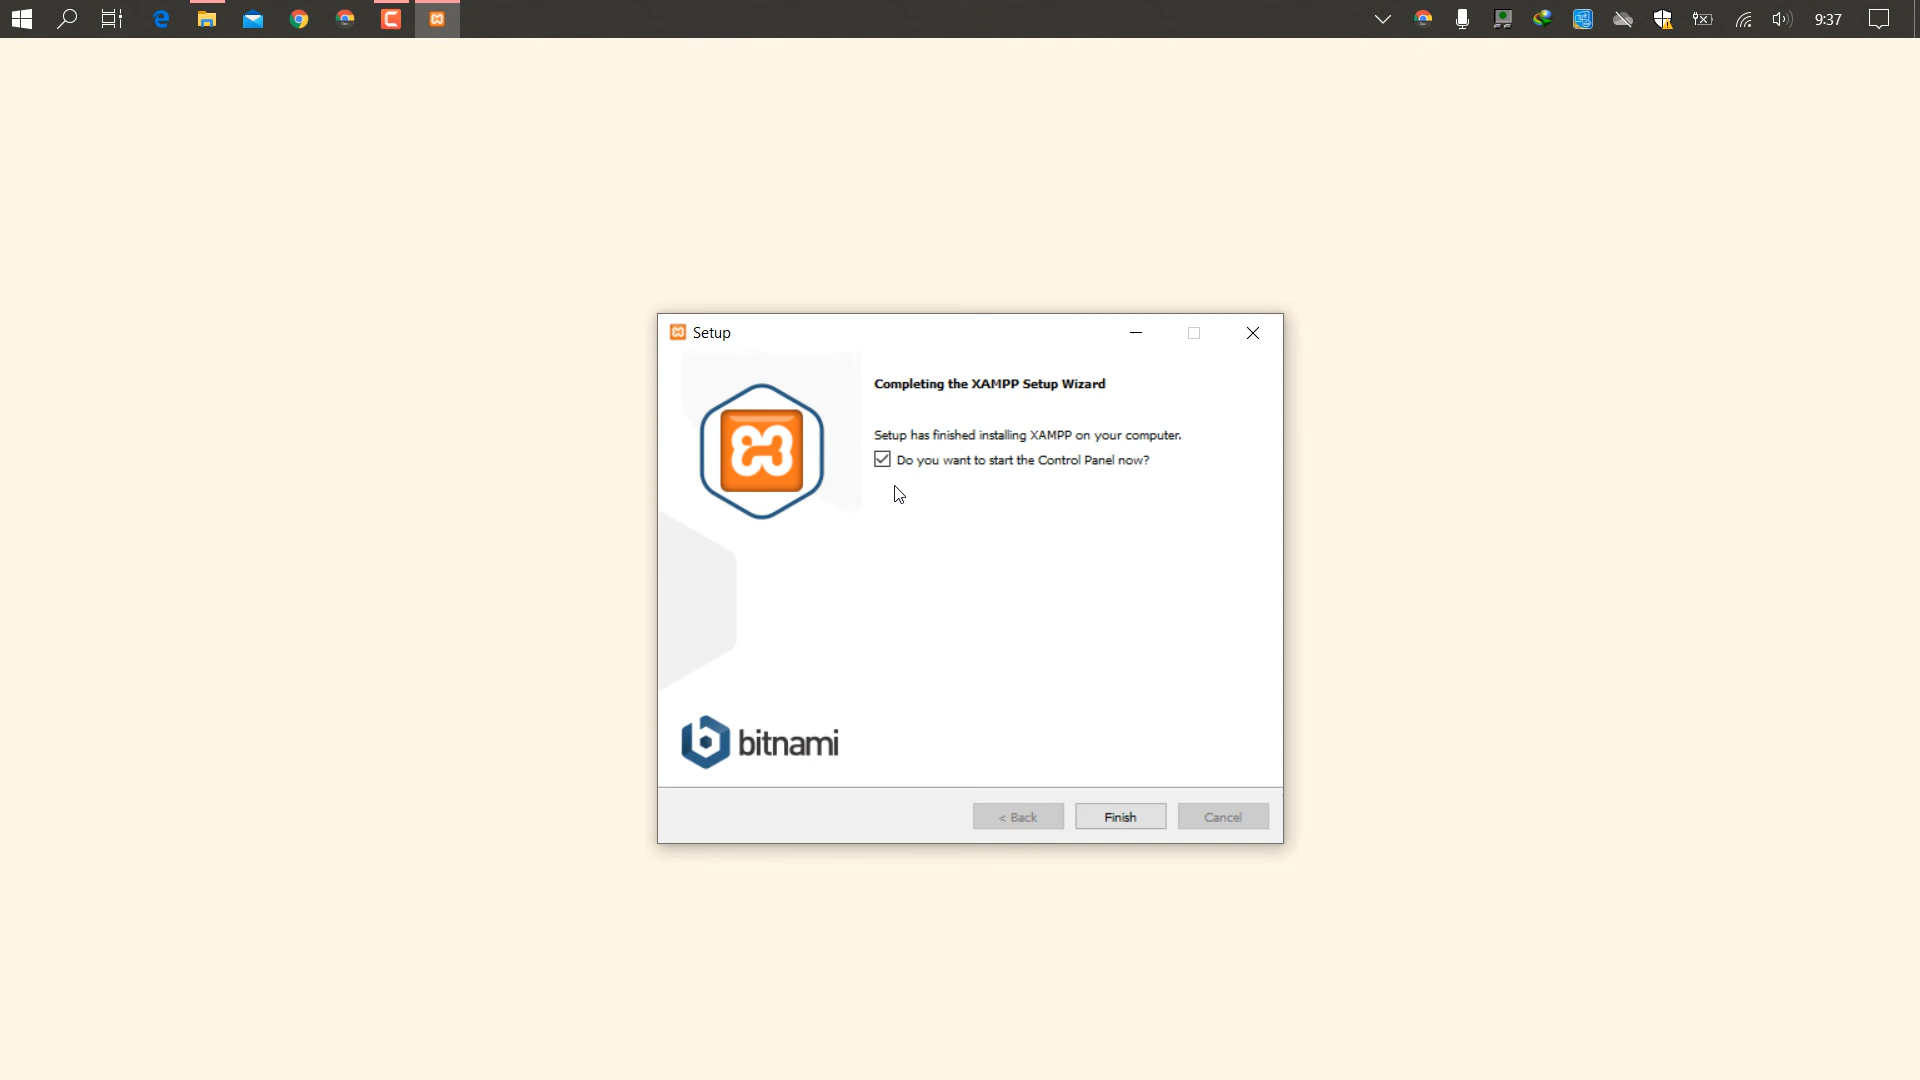 9:37
Setup
Completing the XAMPP Setup Wizard
Setup has finished installing XAMPP on your computer.
Do you want to start the Control Panel now?
bitnami
< Back
Finish
Cancel